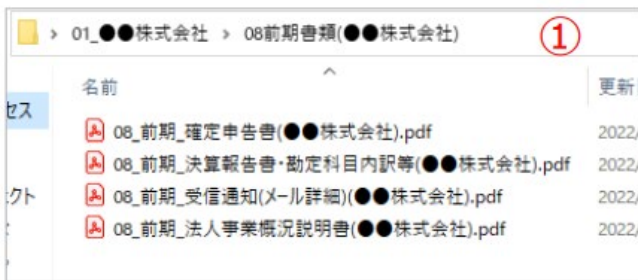 01_●●株式会社 > 08前期書類(●●株式会社)
①
名前
更新
セス
08_前期_確定申告書(●●株式会社).pdf
2022/
08_前期_決算報告書・勘定科目内訳等(●●株式会社).pdf
2022/
クト
08_前期_受信通知(メール詳細)(●●株式会社).pdf
2022/
08_前期_法人事業概況説明書(●●株式会社).pdf
2022/